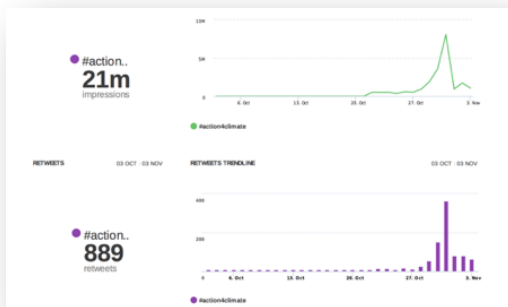 10M
#action..
21m
impressions
5M
0
6. Oct 13. Oct 20. Oct 27. Oct 3. Nov
#action4climate
RETWEETS 03 OCT - 03 NOV
RETWEETS TRENDLINE 03 OCT - 03 NOV
400
#action..
889
retweets
200
0
6. Oct 13. Oct 20. Oct 27. Oct 3. Nov
#action4climate